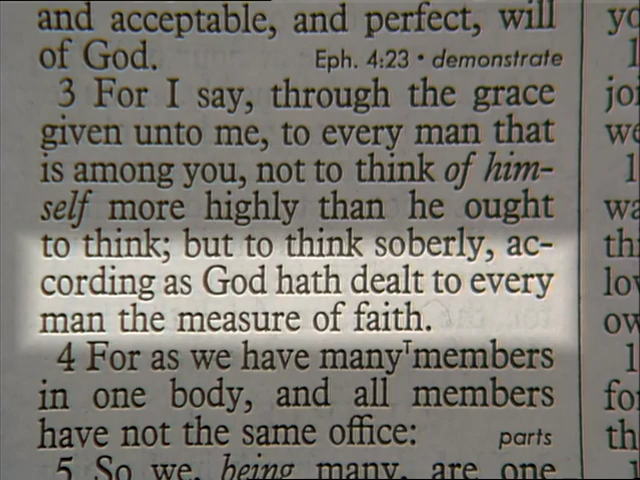 and acceptable, and perfect, will
of God. Eph. 4:23 • demonstrate
3 For I say, through the grace
given unto me, to every man that
is among you, not to think of him-
self more highly than he ought
to think; but to think soberly, ac-
cording as God hath dealt to every
man the measure of faith.
4 For as we have many⸆members
in one body, and all members
have not the same office: parts
5 So we, being many, are one